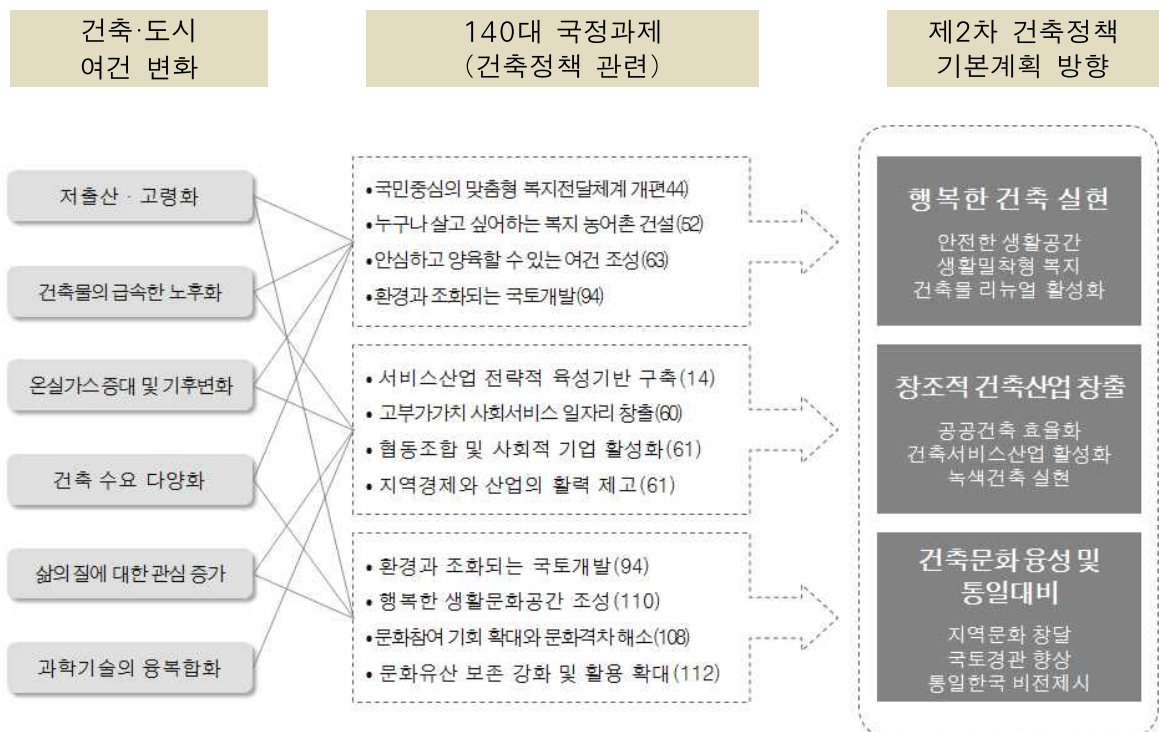 건축·도시
여건 변화
140대 국정과제
(건축정책 관련)
제2차 건축정책
기본계획 방향
저출산 · 고령화
건축물의 급속한 노후화
온실가스 증대 및 기후변화
건축 수요 다양화
삶의 질에 대한 관심 증가
과학기술의 융복합화
•국민중심의 맞춤형 복지전달체계 개편44)
•누구나 살고 싶어하는 복지 농어촌 건설(52)
•안심하고 양육할 수 있는 여건 조성(63)
•환경과 조화되는 국토개발(94)
• 서비스산업 전략적 육성기반 구축(14)
• 고부가가치 사회서비스 일자리 창출(60)
• 협동조합 및 사회적 기업 활성화(61)
• 지역경제와 산업의 활력 제고(61)
• 환경과 조화되는 국토개발(94)
• 행복한 생활문화공간 조성(110)
•문화참여 기회 확대와 문화격차 해소(108)
• 문화유산 보존 강화 및 활용 확대(112)
행복한 건축 실현
안전한 생활공간
생활밀착형 복지
건축물 리뉴얼 활성화
창조적 건축산업 창출
공공건축 효율화
건축서비스산업 활성화
녹색건축 실현
건축문화 융성 및
통일대비
지역문화 창달
국토경관 향상
통일한국 비전제시